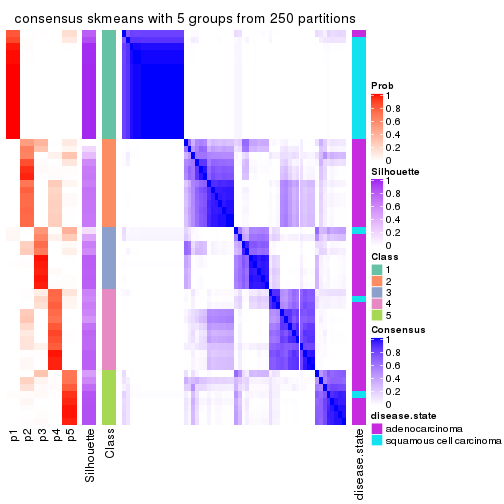 consensus skmeans with 5 groups from 250 partitions
Prob
1
0.8
0.6
0.4
0.2
0
Silhouette
1
0.8
0.6
0.4
0.2
0
Class
1
2
3
4
5
Consensus
1
0.8
0.6
0.4
0.2
0
disease.state
adenocarcinoma
squamous cell carcinoma
p1
p2
p3
p4
p5
Silhouette
Class
disease.state